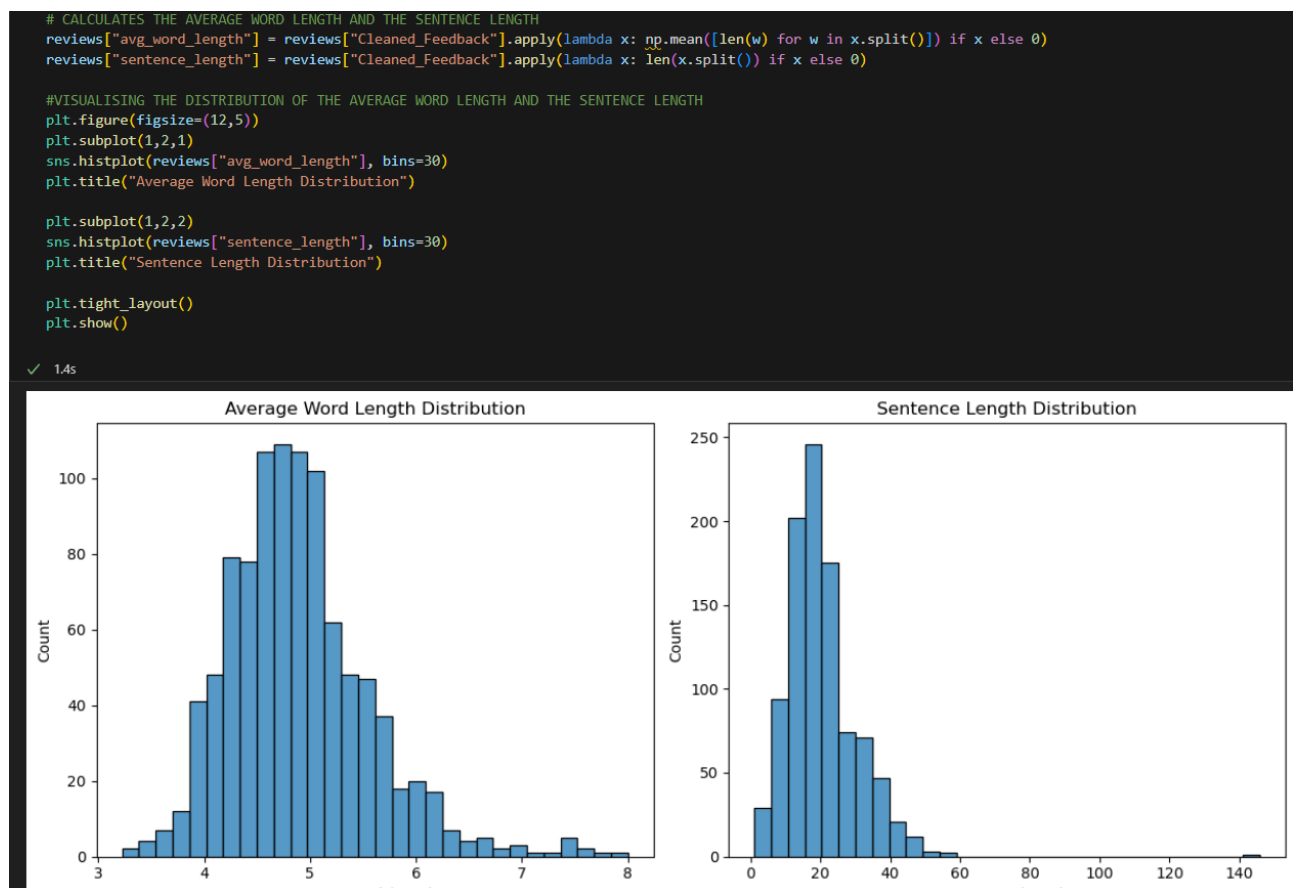 # CALCULATES THE AVERAGE WORD LENGTH AND THE SENTENCE LENGTH
reviews["avg_word_length"] = reviews["Cleaned_Feedback"].apply(lambda x: np.mean([len(w) for w in x.split()]) if x else 0)
reviews["sentence_length"] = reviews["Cleaned_Feedback"].apply(lambda x: len(x.split()) if x else 0)
#VISUALISING THE DISTRIBUTION OF THE AVERAGE WORD LENGTH AND THE SENTENCE LENGTH
plt.figure(figsize=(12,5))
plt.subplot(1,2,1)
sns.histplot(reviews["avg_word_length"], bins=30)
plt.title("Average Word Length Distribution")
plt.subplot(1,2,2)
sns.histplot(reviews["sentence_length"], bins=30)
plt.title("Sentence Length Distribution")
plt.tight_layout()
plt.show()
✓ 1.4s
Average Word Length Distribution
100
80
60
40
20
0
Count
3 4 5 6 7 8
Sentence Length Distribution
250
200
150
100
50
0
Count
0 20 40 60 80 100 120 140